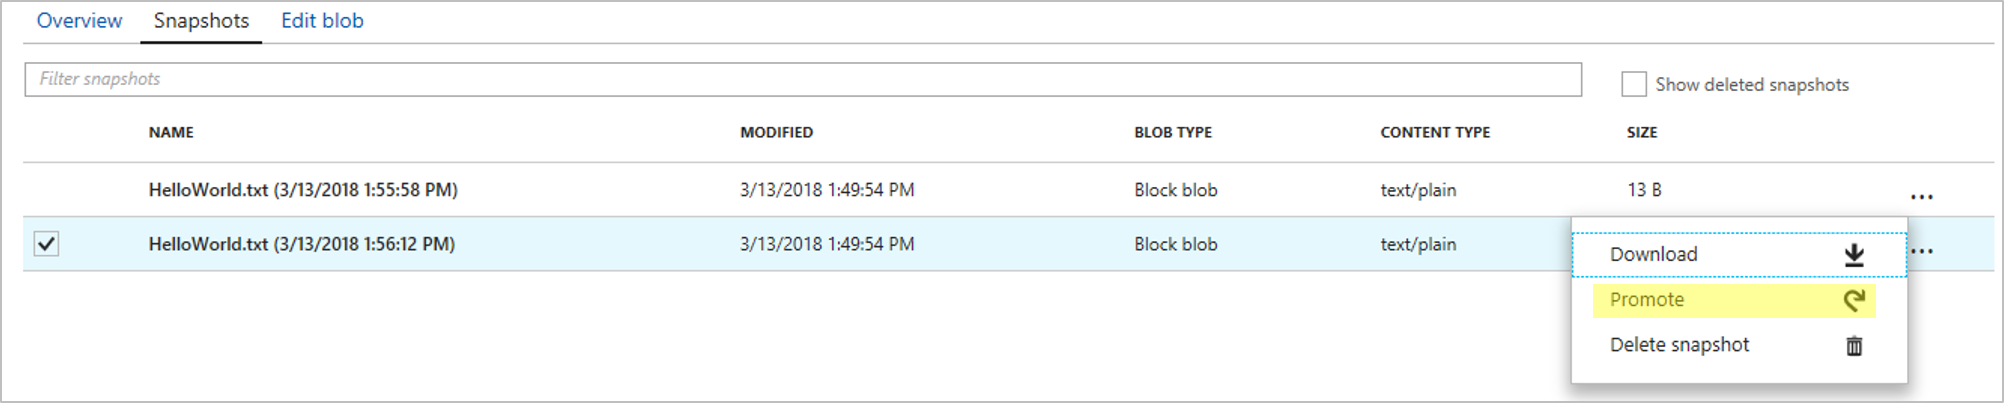 Overview Snapshots Edit blob
Filter snapshots
Show deleted snapshots
NAME MODIFIED BLOB TYPE CONTENT TYPE SIZE
HelloWorld.txt (3/13/2018 1:55:58 PM) 3/13/2018 1:49:54 PM Block blob text/plain 13 B ...
HelloWorld.txt (3/13/2018 1:56:12 PM) 3/13/2018 1:49:54 PM Block blob text/plain ...
Download
Promote
Delete snapshot